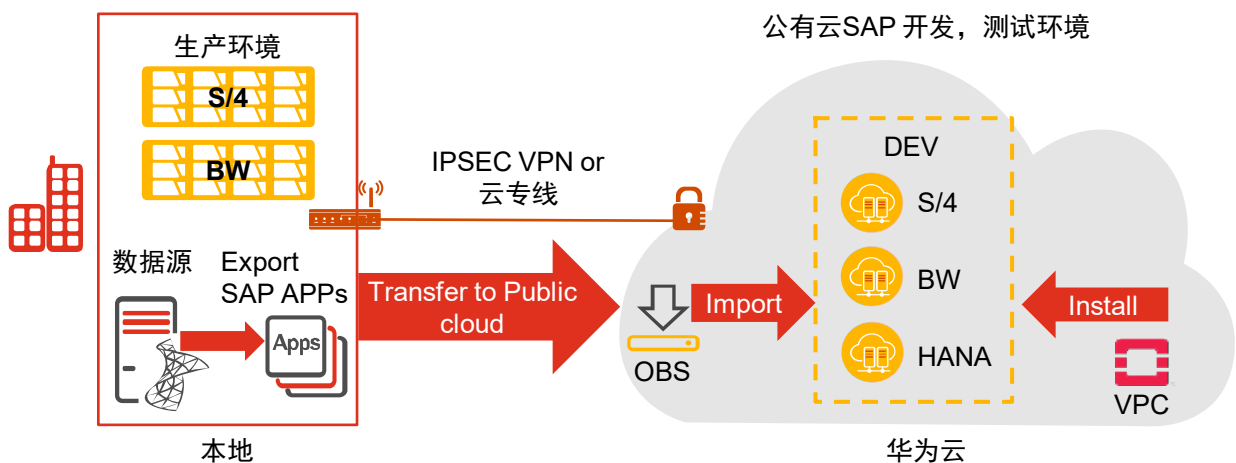 公有云SAP 开发，测试环境
生产环境
S/4
BW
IPSEC VPN or
云专线
DEV
S/4
BW
HANA
数据源
Export
SAP APPs
Apps
Transfer to Public
cloud
Import
OBS
Install
VPC
本地
华为云